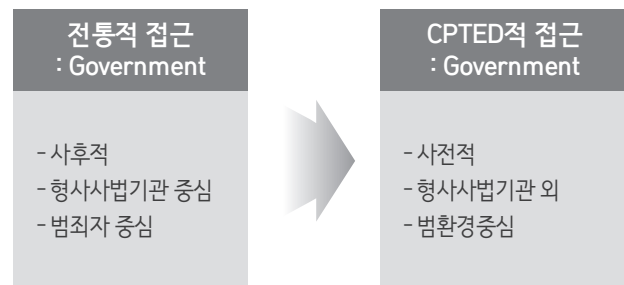 전통적 접근
: Government
- 사후적
- 형사사법기관 중심
- 범죄자 중심
CPTED적 접근
: Government
- 사전적
- 형사사법기관 외
- 범환경중심